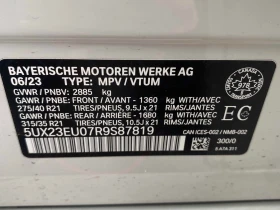 BAYERISCHE MOTOREN WERKE AG
06/23 TYPE: MPV / VTUM
GVWR / PNBV: 2885 kg
GAWR / PNBE: FRONT / AVANT - 1360 kg WITH/AVEC
275/40 R21 TIRES/PNEUS, 9.5J x 21 RIMS/JANTES
GAWR / PNBE: REAR / ARRIERE - 1680 kg WITH/AVEC
315/35 R21 TIRES/PNEUS, 10.5J x 21 RIMS/JANTES
5UX23EU07R9S87819
CANADA
978
EC
CAN ICES-002 / NMB-002
300/0